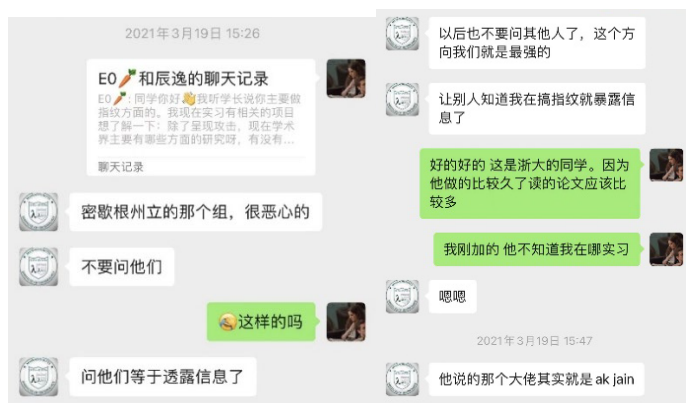 2021年3月19日 15:26
E0🥕和辰逸的聊天记录
E0🥕: 同学你好👋我听学长说你主要做
指纹方面的。我现在实习有相关的项目
想了解一下：除了呈现攻击，现在学术
界主要有哪些方面的研究呀，有没有...
聊天记录
密歇根州立的那个组，很恶心的
不要问他们
这样的吗
问他们等于透露信息了
以后也不要问其他人了，这个方
向我们就是最强的
让别人知道我在搞指纹就暴露信
息了
好的好的 这是浙大的同学。因为
他做的比较久了读的论文应该比
较多
我刚加的 他不知道我在哪实习
嗯嗯
2021年3月19日 15:47
他说的那个大佬其实就是 ak jain